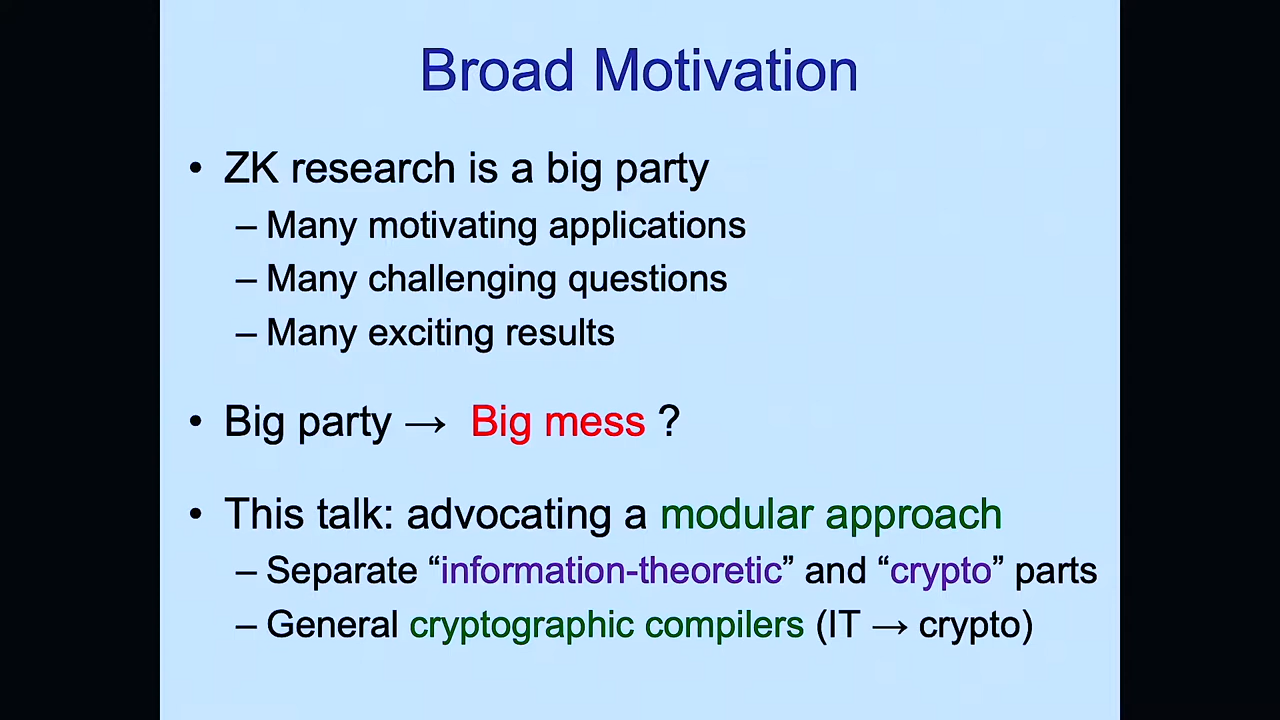 Broad Motivation
• ZK research is a big party
– Many motivating applications
– Many challenging questions
– Many exciting results
• Big party → Big mess ?
• This talk: advocating a modular approach
– Separate “information-theoretic” and “crypto” parts
– General cryptographic compilers (IT → crypto)